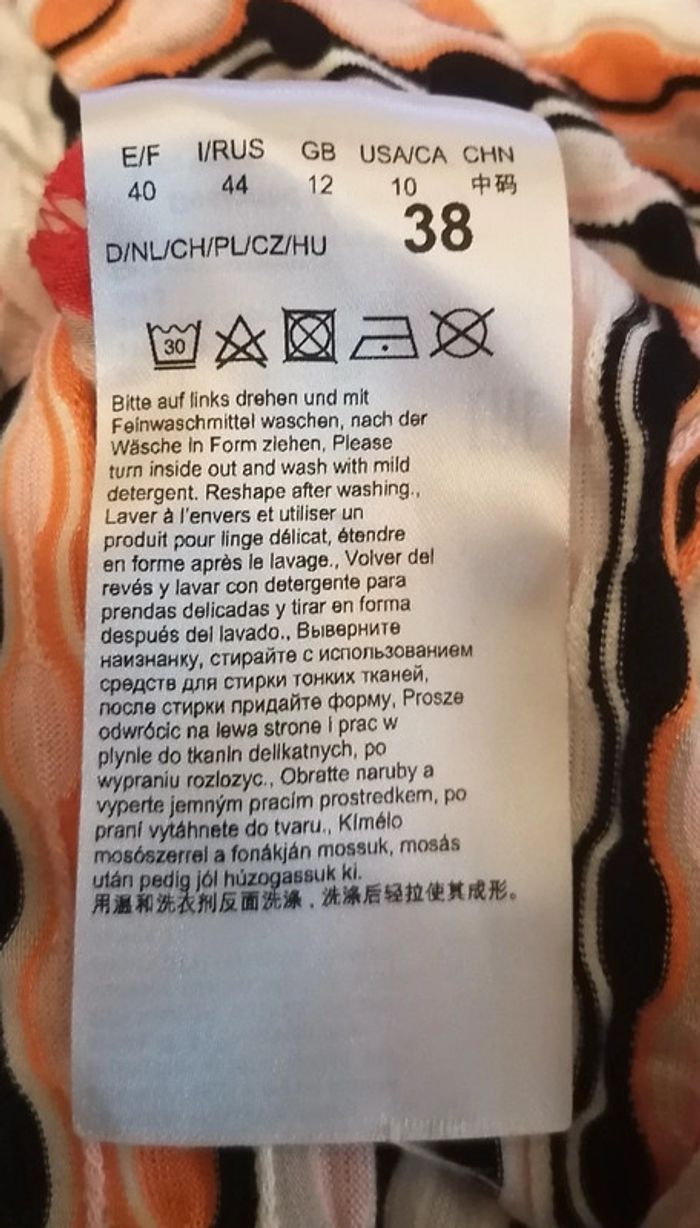 E/F I/RUS GB USA/CA CHN
40 44 12 10 中码
D/NL/CH/PL/CZ/HU 38
30
Bitte auf links drehen und mit
Feinwaschmittel waschen, nach der
Wäsche in Form ziehen, Please
turn inside out and wash with mild
detergent. Reshape after washing.,
Laver à l'envers et utiliser un
produit pour linge délicat, étendre
en forme après le lavage., Volver del
revés y lavar con detergente para
prendas delicadas y tirar en forma
después del lavado., Выверните
наизнанку, стирайте с использованием
средств для стирки тонких тканей,
после стирки придайте форму, Prosze
odwrócic na lewa strone i prac w
plynie do tkanin delikatnych, po
wypraniu rozlozyc., Obratte naruby a
vyperte jemným pracím prostredkem, po
praní vytáhnete do tvaru., Kímélo
mosószerrel a fonákján mossuk, mosás
után pedig jól húzogassuk ki.
用温和洗衣剂反面洗涤，洗涤后轻拉使其成形。